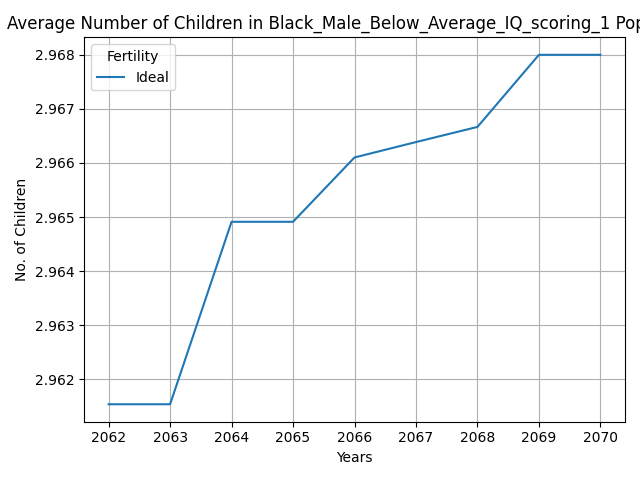 Average Number of Children in Black_Male_Below_Average_IQ_scoring_1 Pop
Fertility
Ideal
No. of Children
2.968
2.967
2.966
2.965
2.964
2.963
2.962
2062 2063 2064 2065 2066 2067 2068 2069 2070
Years